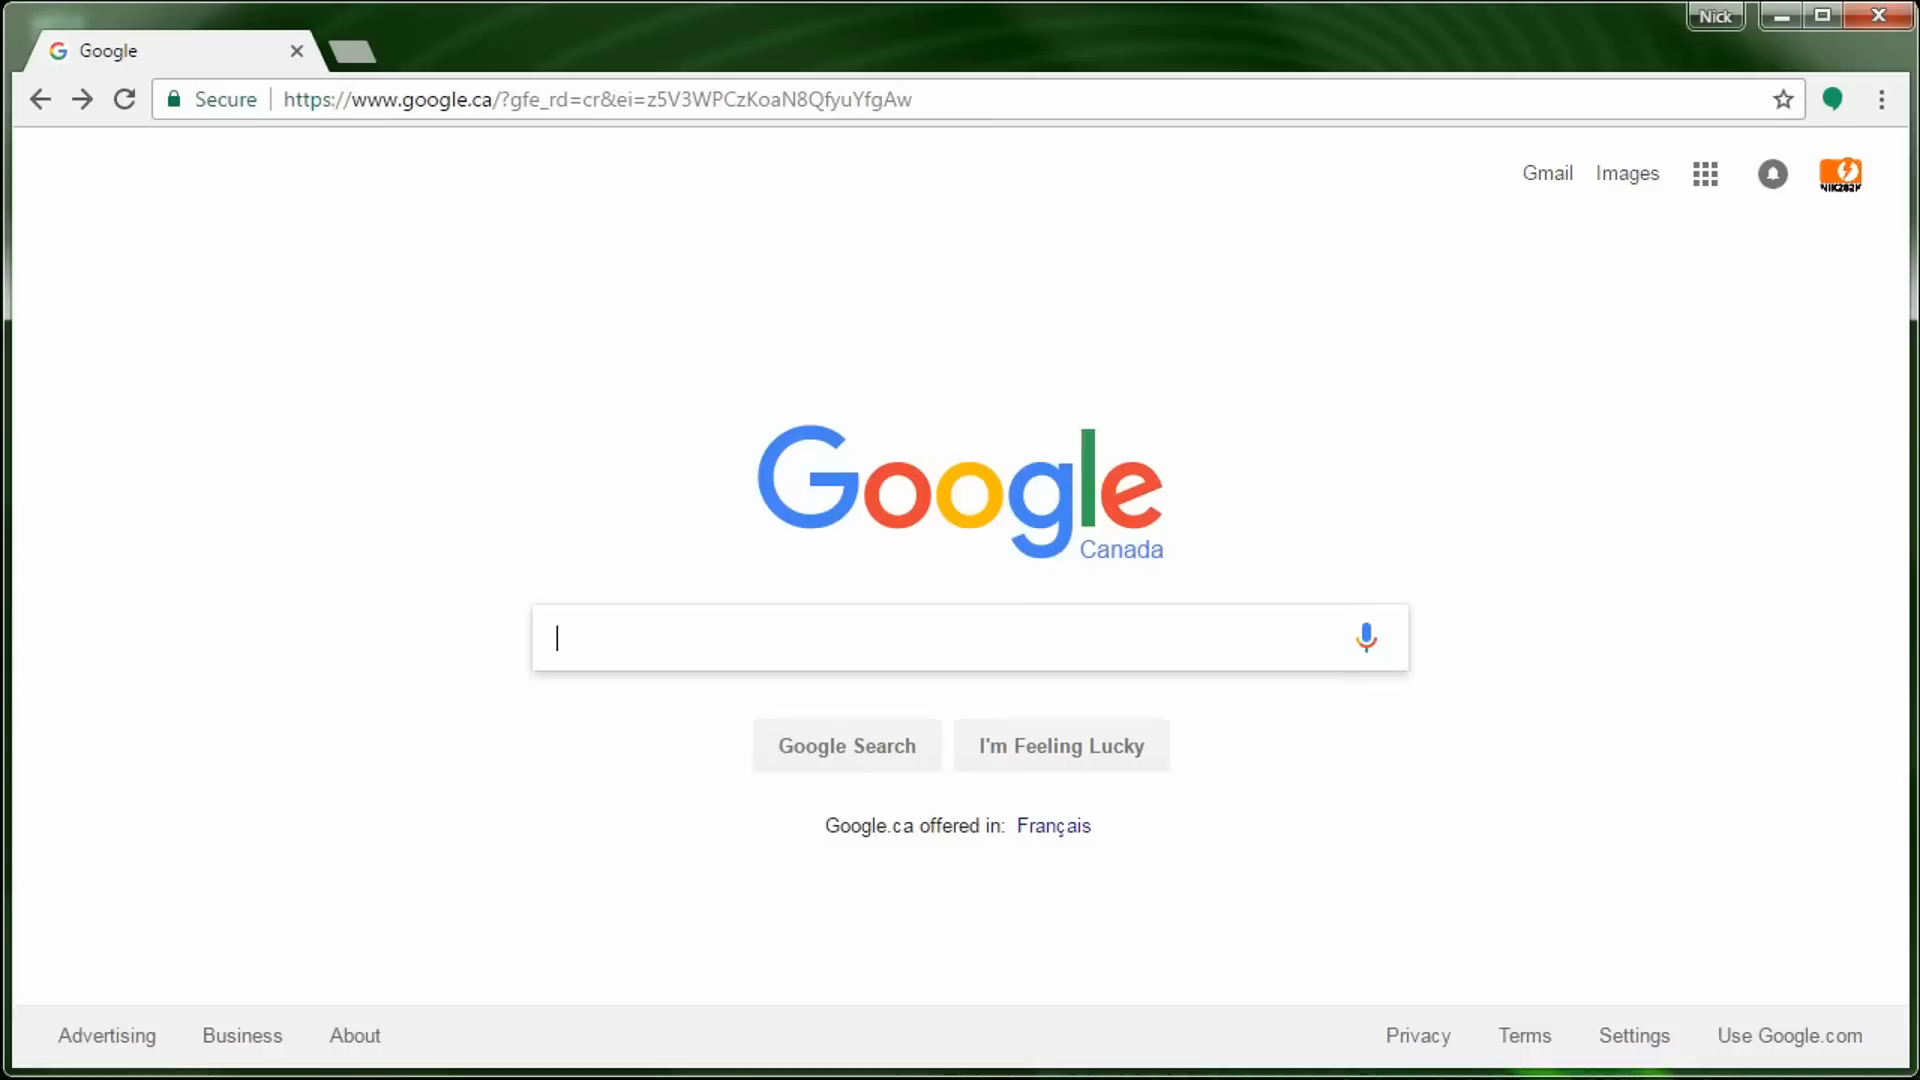 Nick
Google
Secure
https://www.google.ca/?gfe_rd=cr&ei=z5V3WPCzKoaN8QfyuYfgAw
Gmail Images
Google
Canada
Google Search I'm Feeling Lucky
Google.ca offered in: Français
Advertising Business About Privacy Terms Settings Use Google.com